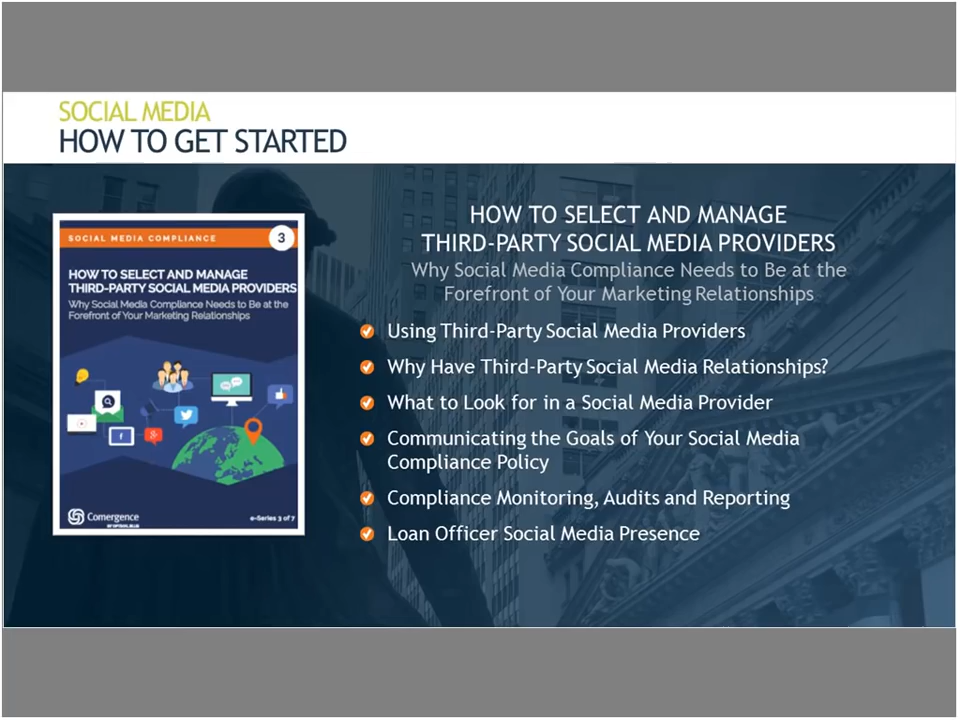 SOCIAL MEDIA
HOW TO GET STARTED
SOCIAL MEDIA COMPLIANCE
3
HOW TO SELECT AND MANAGE
THIRD-PARTY SOCIAL MEDIA PROVIDERS
Why Social Media Compliance Needs to Be at the
Forefront of Your Marketing Relationships
f
Comergence
BY OPTIMAL BLUE
e-Series 3 of 7
HOW TO SELECT AND MANAGE
THIRD-PARTY SOCIAL MEDIA PROVIDERS
Why Social Media Compliance Needs to Be at the
Forefront of Your Marketing Relationships
Using Third-Party Social Media Providers
Why Have Third-Party Social Media Relationships?
What to Look for in a Social Media Provider
Communicating the Goals of Your Social Media
Compliance Policy
Compliance Monitoring, Audits and Reporting
Loan Officer Social Media Presence